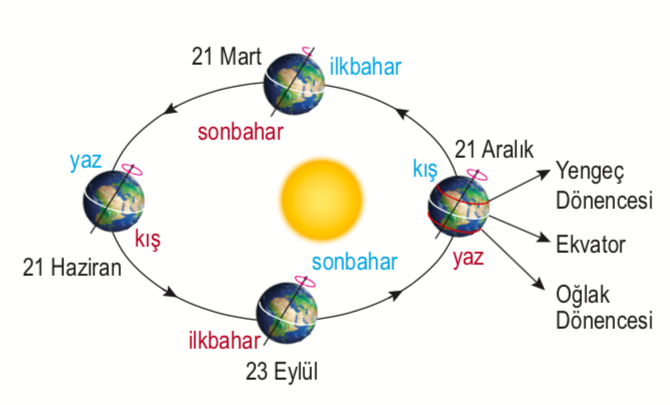 21 Mart
ilkbahar
sonbahar
yaz
kış
21 Haziran
21 Aralık
kış
yaz
Yengeç
Dönencesi
Ekvator
Oğlak
Dönencesi
sonbahar
ilkbahar
23 Eylül